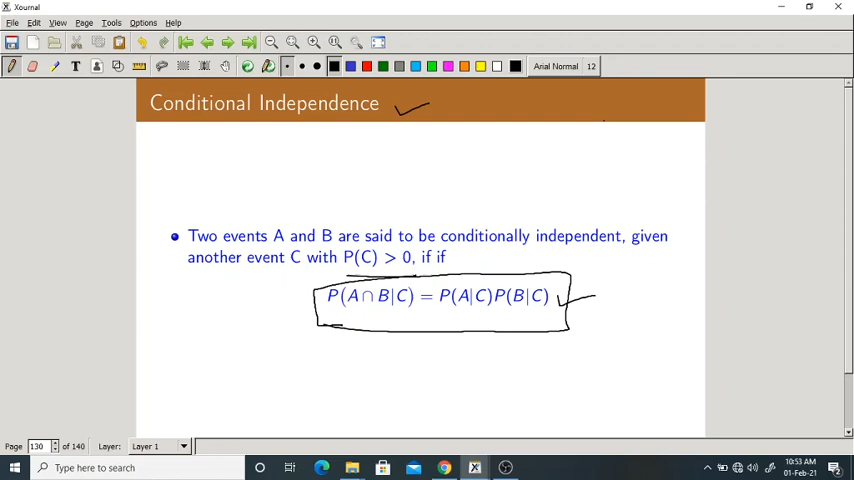 Xournal
File Edit View Page Tools Options Help
Arial Normal 12
Conditional Independence
Two events A and B are said to be conditionally independent, given
another event C with P(C) > 0, if if
P(A ∩ B|C) = P(A|C)P(B|C)
Page 130 of 140 Layer: Layer 1
Type here to search
10:53 AM
01-Feb-21
2